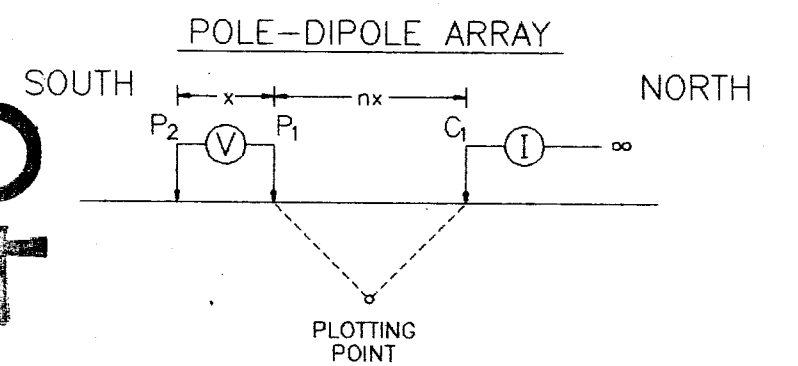 POLE-DIPOLE ARRAY
SOUTH
NORTH
x
nx
P2
V
P1
C1
I
∞
PLOTTING
POINT